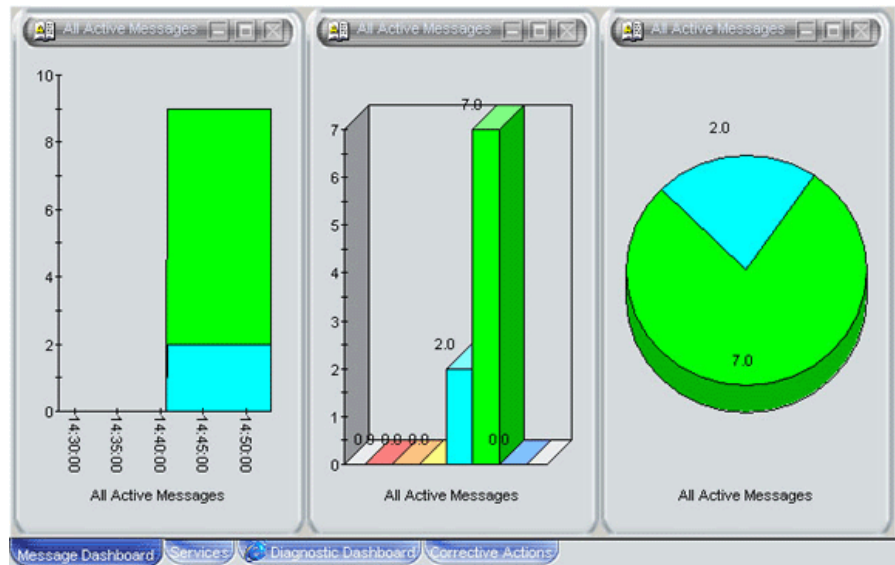 All Active Messages
10
8
6
4
2
0
14:30:00
14:35:00
14:40:00
14:45:00
14:50:00
All Active Messages
All Active Messages
7.0
7
6
5
4
3
2.0
2
1
0.0 0.0 0.0
0.0
0
All Active Messages
All Active Messages
2.0
7.0
All Active Messages
Message Dashboard
Services
Diagnostic Dashboard
Corrective Actions